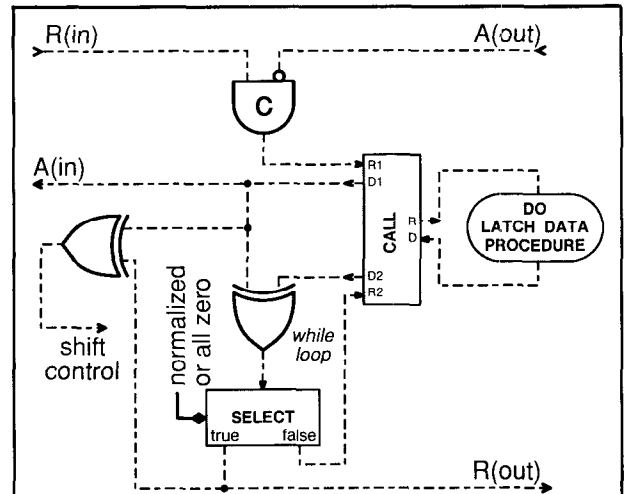 R(in)
A(out)
C
A(in)
R1
D1
CALL
R
D
DO
LATCH DATA
PROCEDURE
D2
R2
shift
control
normalized
or all zero
while
loop
SELECT
true
false
R(out)